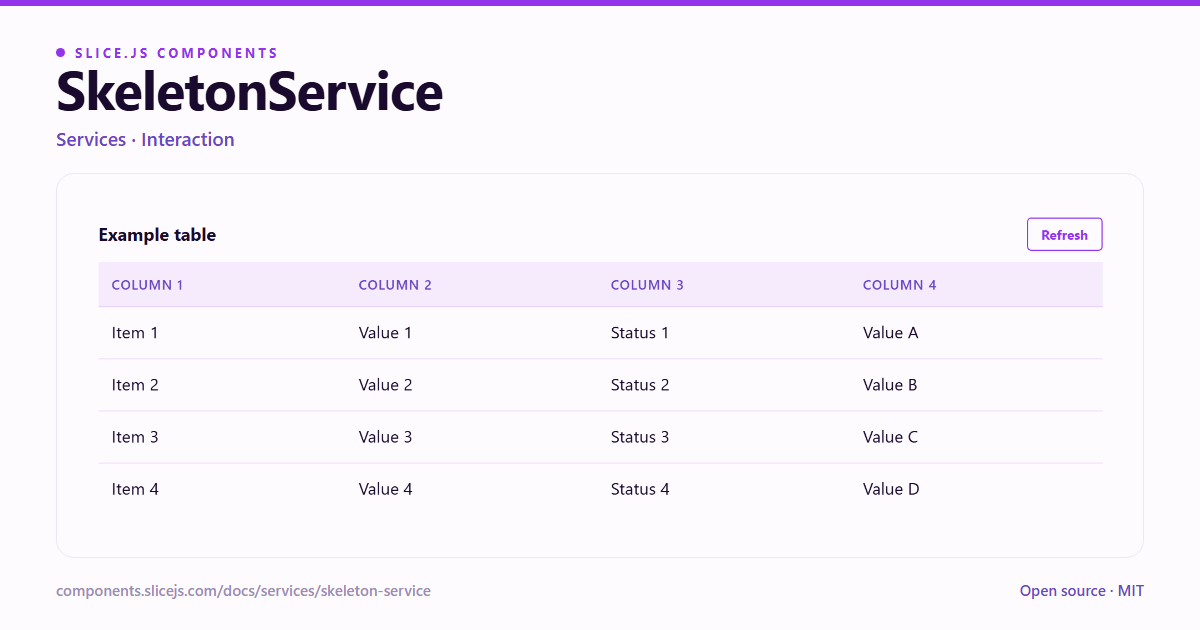 SLICE.JS COMPONENTS
SkeletonService
Services · Interaction
Example table
Refresh
COLUMN 1 COLUMN 2 COLUMN 3 COLUMN 4
Item 1 Value 1 Status 1 Value A
Item 2 Value 2 Status 2 Value B
Item 3 Value 3 Status 3 Value C
Item 4 Value 4 Status 4 Value D
components.slicejs.com/docs/services/skeleton-service
Open source · MIT